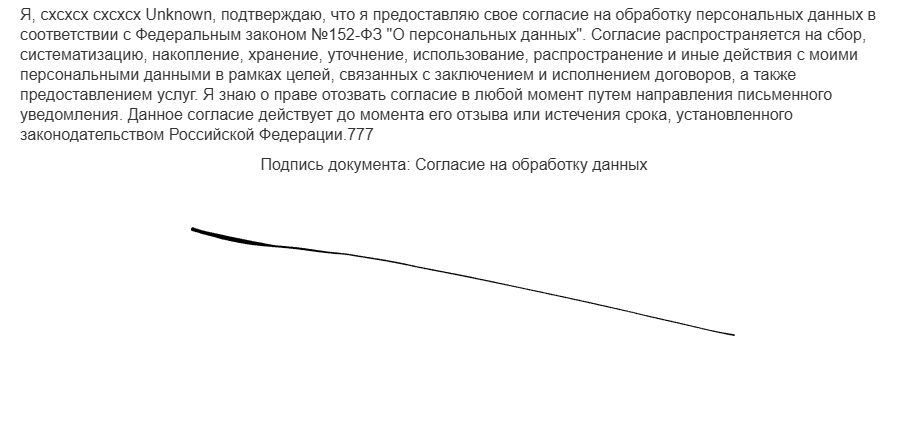 Я, схсхсх схсхсх Unknown, подтверждаю, что я предоставляю свое согласие на обработку персональных данных в
соответствии с Федеральным законом №152-ФЗ "О персональных данных". Согласие распространяется на сбор,
систематизацию, накопление, хранение, уточнение, использование, распространение и иные действия с моими
персональными данными в рамках целей, связанных с заключением и исполнением договоров, а также
предоставлением услуг. Я знаю о праве отозвать согласие в любой момент путем направления письменного
уведомления. Данное согласие действует до момента его отзыва или истечения срока, установленного
законодательством Российской Федерации.777
Подпись документа: Согласие на обработку данных